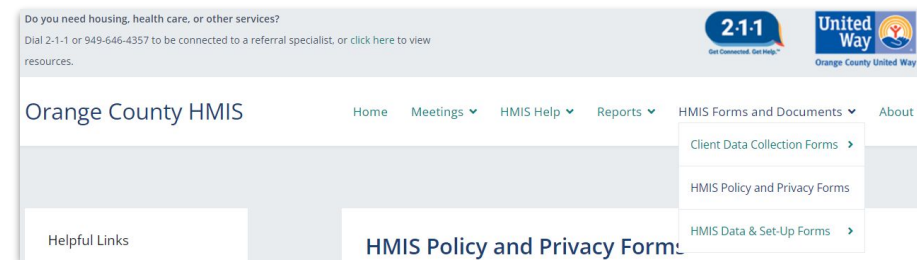 Do you need housing, health care, or other services?
Dial 2-1-1 or 949-646-4357 to be connected to a referral specialist, or click here to view
resources.
2·1·1
Get Connected. Get Help.™
United
Way
Orange County United Way
Orange County HMIS
Home Meetings HMIS Help Reports HMIS Forms and Documents About
Client Data Collection Forms
HMIS Policy and Privacy Forms
HMIS Data & Set-Up Forms
Helpful Links
HMIS Policy and Privacy Forms